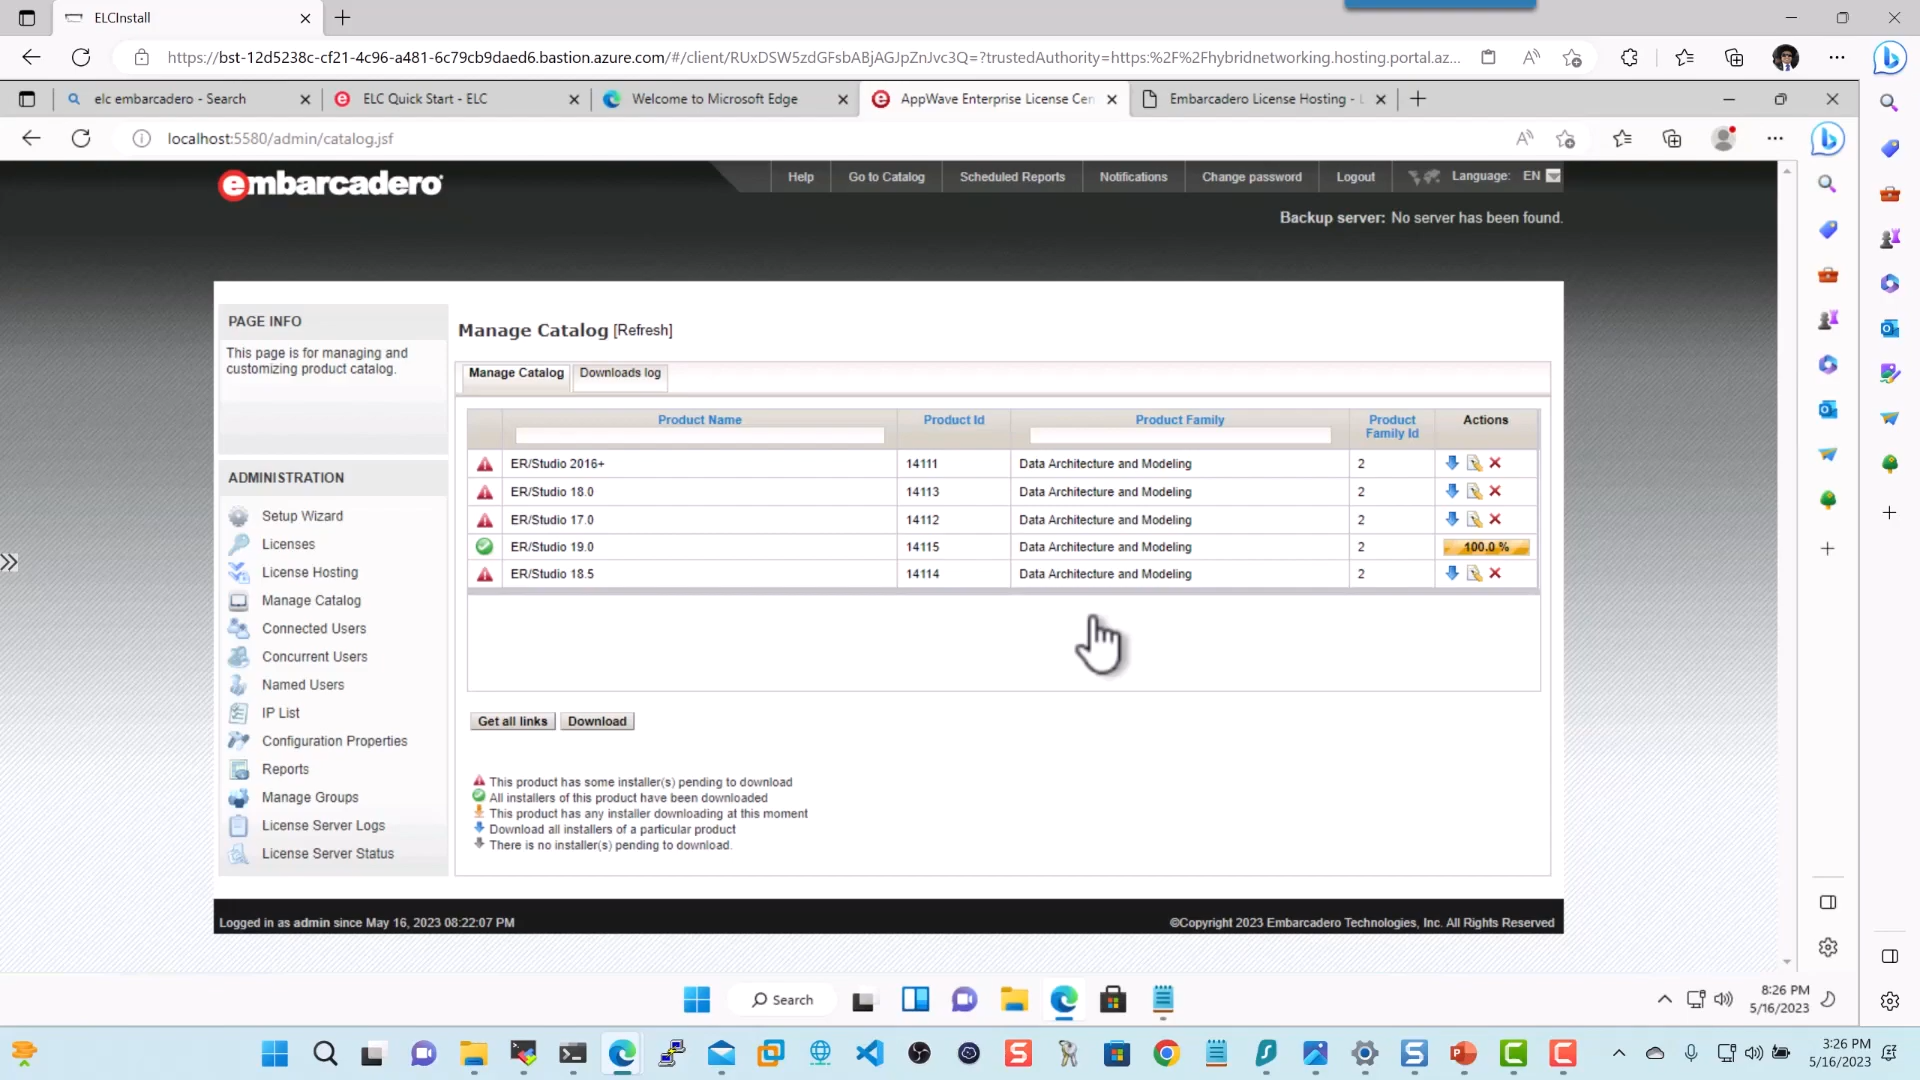 ELCInstall
https://bst-12d5238c-cf21-4c96-a481-6c79cb9daed6.bastion.azure.com/#/client/RUxDSW5zdGFsbABjAGJpZnJvc3Q=?trustedAuthority=https:%2F%2Fhybridnetworking.hosting.portal.az...
elc embarcadero - Search
ELC Quick Start - ELC
Welcome to Microsoft Edge
AppWave Enterprise License Cen
Embarcadero License Hosting - L
localhost:5580/admin/catalog.jsf
embarcadero
Help
Go to Catalog
Scheduled Reports
Notifications
Change password
Logout
Language: EN
Backup server: No server has been found.
PAGE INFO
This page is for managing and
customizing product catalog.
ADMINISTRATION
Setup Wizard
Licenses
License Hosting
Manage Catalog
Connected Users
Concurrent Users
Named Users
IP List
Configuration Properties
Reports
Manage Groups
License Server Logs
License Server Status
Manage Catalog [Refresh]
Manage Catalog
Downloads log
Product Name
Product Id
Product Family
Product
Family Id
Actions
ER/Studio 2016+ 14111 Data Architecture and Modeling 2
ER/Studio 18.0 14113 Data Architecture and Modeling 2
ER/Studio 17.0 14112 Data Architecture and Modeling 2
ER/Studio 19.0 14115 Data Architecture and Modeling 2 100.0 %
ER/Studio 18.5 14114 Data Architecture and Modeling 2
Get all links
Download
This product has some installer(s) pending to download
All installers of this product have been downloaded
This product has any installer downloading at this moment
Download all installers of a particular product
There is no installer(s) pending to download.
Logged in as admin since May 16, 2023 08:22:07 PM
©Copyright 2023 Embarcadero Technologies, Inc. All Rights Reserved
Search
8:26 PM
5/16/2023
3:26 PM
5/16/2023